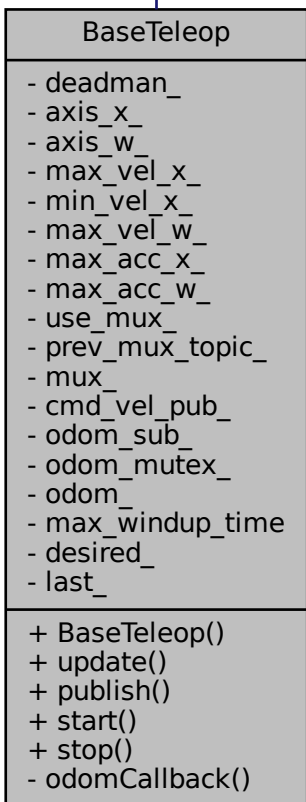 BaseTeleop
- deadman_
- axis_x_
- axis_w_
- max_vel_x_
- min_vel_x_
- max_vel_w_
- max_acc_x_
- max_acc_w_
- use_mux_
- prev_mux_topic_
- mux_
- cmd_vel_pub_
- odom_sub_
- odom_mutex_
- odom_
- max_windup_time
- desired_
- last_
+ BaseTeleop()
+ update()
+ publish()
+ start()
+ stop()
- odomCallback()